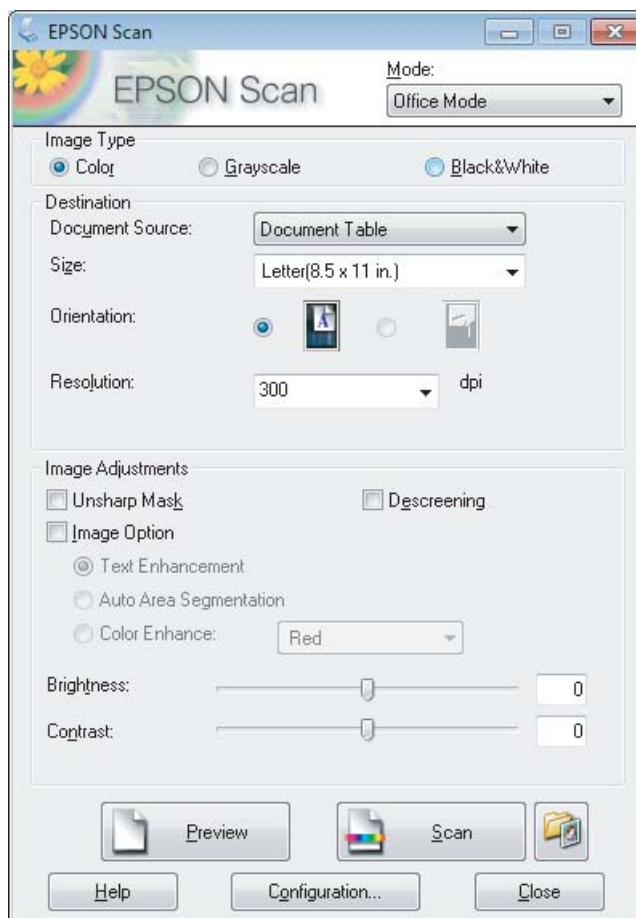 EPSON Scan
EPSON Scan
Mode:
Office Mode
Image Type
Color Grayscale Black&White
Destination
Document Source: Document Table
Size: Letter(8.5 x 11 in.)
Orientation: A
Resolution: 300 dpi
Image Adjustments
Unsharp Mask Descreening
Image Option
Text Enhancement
Auto Area Segmentation
Color Enhance: Red
Brightness: 0
Contrast: 0
Preview Scan
Help Configuration... Close